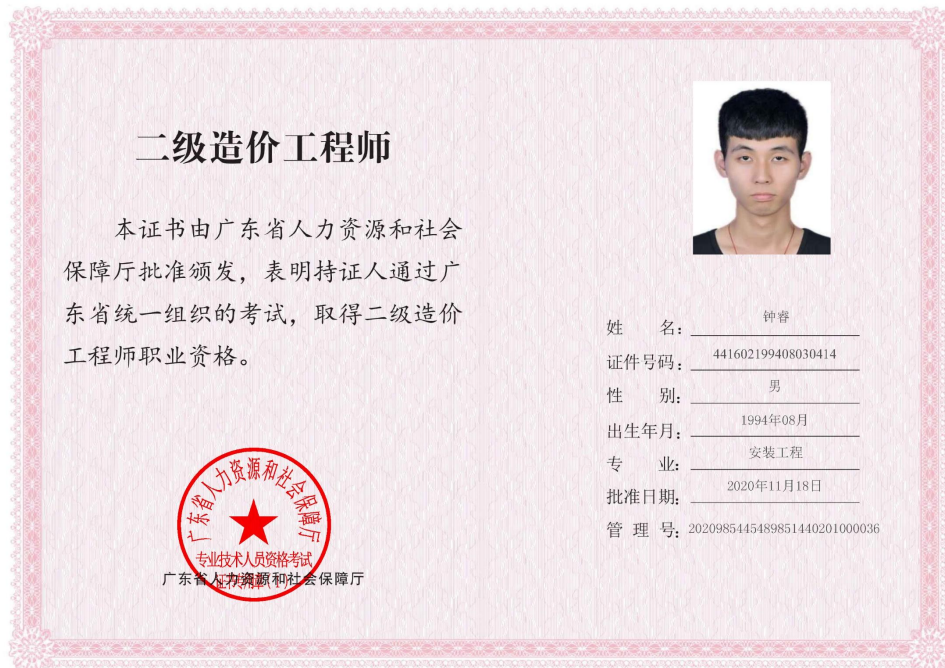 二级造价工程师
本证书由广东省人力资源和社会
保障厅批准颁发，表明持证人通过广
东省统一组织的考试，取得二级造价
工程师职业资格。
广东省人力资源和社会保障厅
专业技术人员资格考试
广东省人力资源和社会保障厅
姓 名：钟睿
证件号码：441602199408030414
性 别：男
出生年月：1994年08月
专 业：安装工程
批准日期：2020年11月18日
管 理 号：2020985445489851440201000036